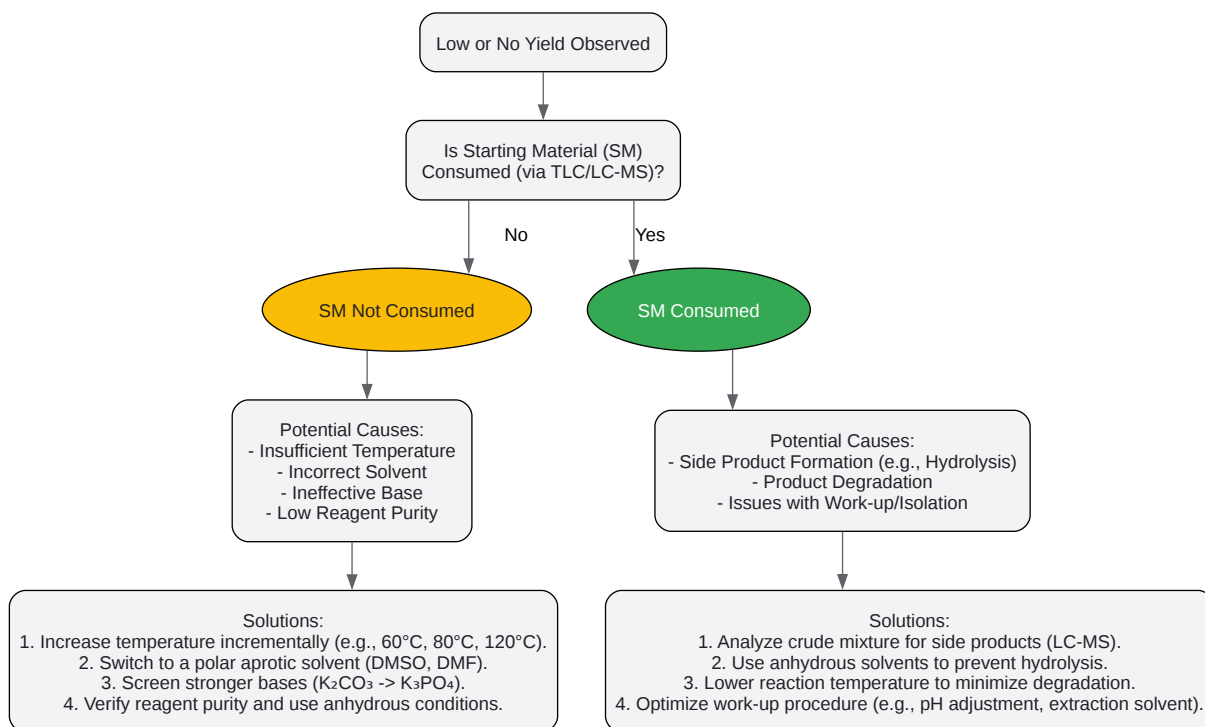 Low or No Yield Observed
Is Starting Material (SM)
Consumed (via TLC/LC-MS)?
No
Yes
SM Not Consumed
SM Consumed
Potential Causes:
- Insufficient Temperature
- Incorrect Solvent
- Ineffective Base
- Low Reagent Purity
Potential Causes:
- Side Product Formation (e.g., Hydrolysis)
- Product Degradation
- Issues with Work-up/Isolation
Solutions:
1. Increase temperature incrementally (e.g., 60°C, 80°C, 120°C).
2. Switch to a polar aprotic solvent (DMSO, DMF).
3. Screen stronger bases (K₂CO₃ -> K₃PO₄).
4. Verify reagent purity and use anhydrous conditions.
Solutions:
1. Analyze crude mixture for side products (LC-MS).
2. Use anhydrous solvents to prevent hydrolysis.
3. Lower reaction temperature to minimize degradation.
4. Optimize work-up procedure (e.g., pH adjustment, extraction solvent).